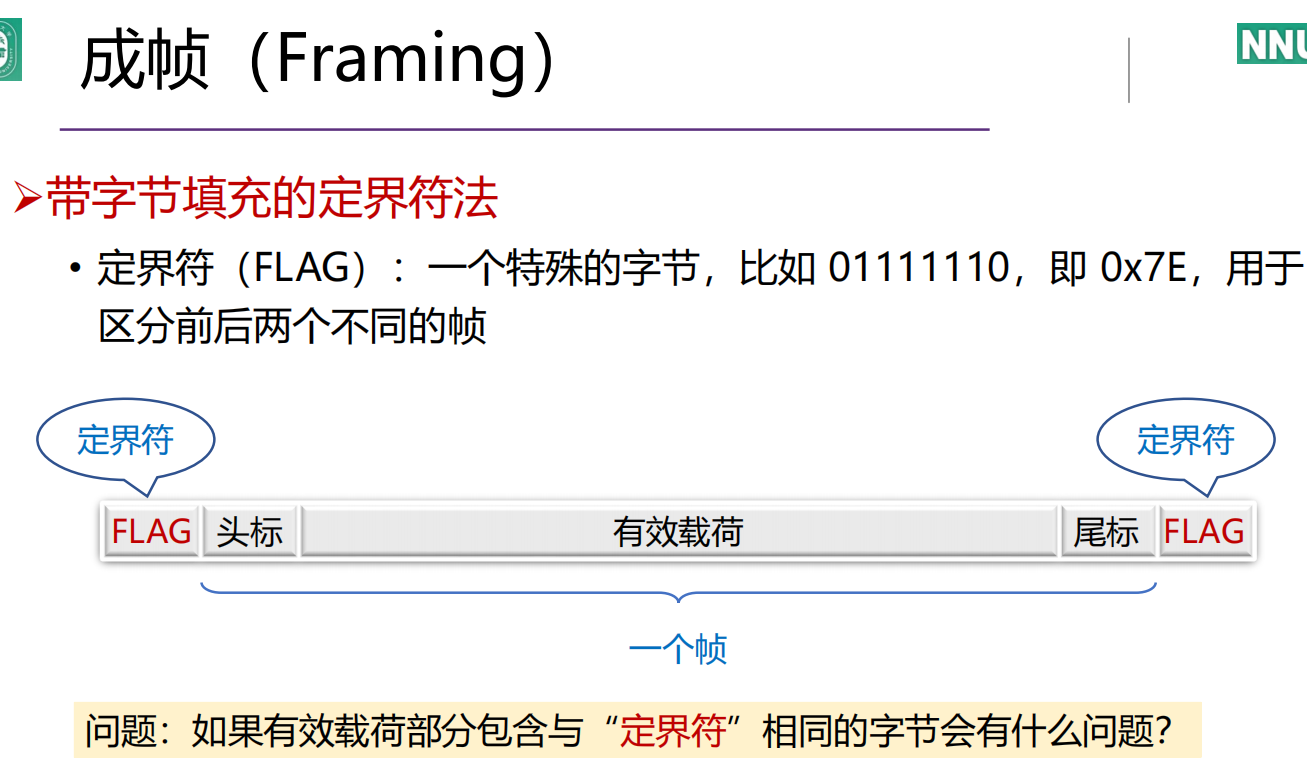 成帧（Framing）
NNU
➢带字节填充的定界符法
• 定界符（FLAG）：一个特殊的字节，比如 01111110，即 0x7E，用于
区分前后两个不同的帧
定界符
定界符
FLAG 头标 有效载荷 尾标 FLAG
一个帧
问题：如果有效载荷部分包含与“定界符”相同的字节会有什么问题？